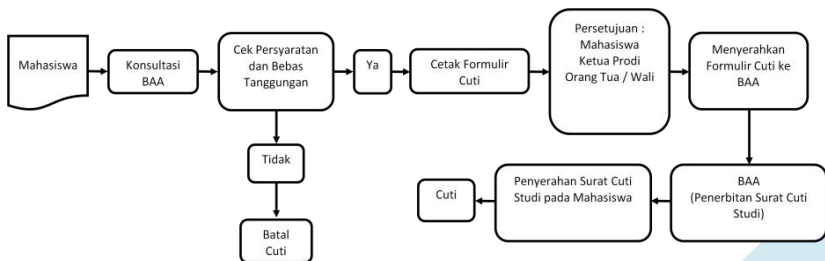 Mahasiswa
Konsultasi
BAA
Cek Persyaratan
dan Bebas
Tanggungan
Ya
Cetak Formulir
Cuti
Persetujuan :
Mahasiswa
Ketua Prodi
Orang Tua / Wali
Menyerahkan
Formulir Cuti ke
BAA
Tidak
Batal
Cuti
BAA
(Penerbitan Surat Cuti
Studi)
Penyerahan Surat Cuti
Studi pada Mahasiswa
Cuti